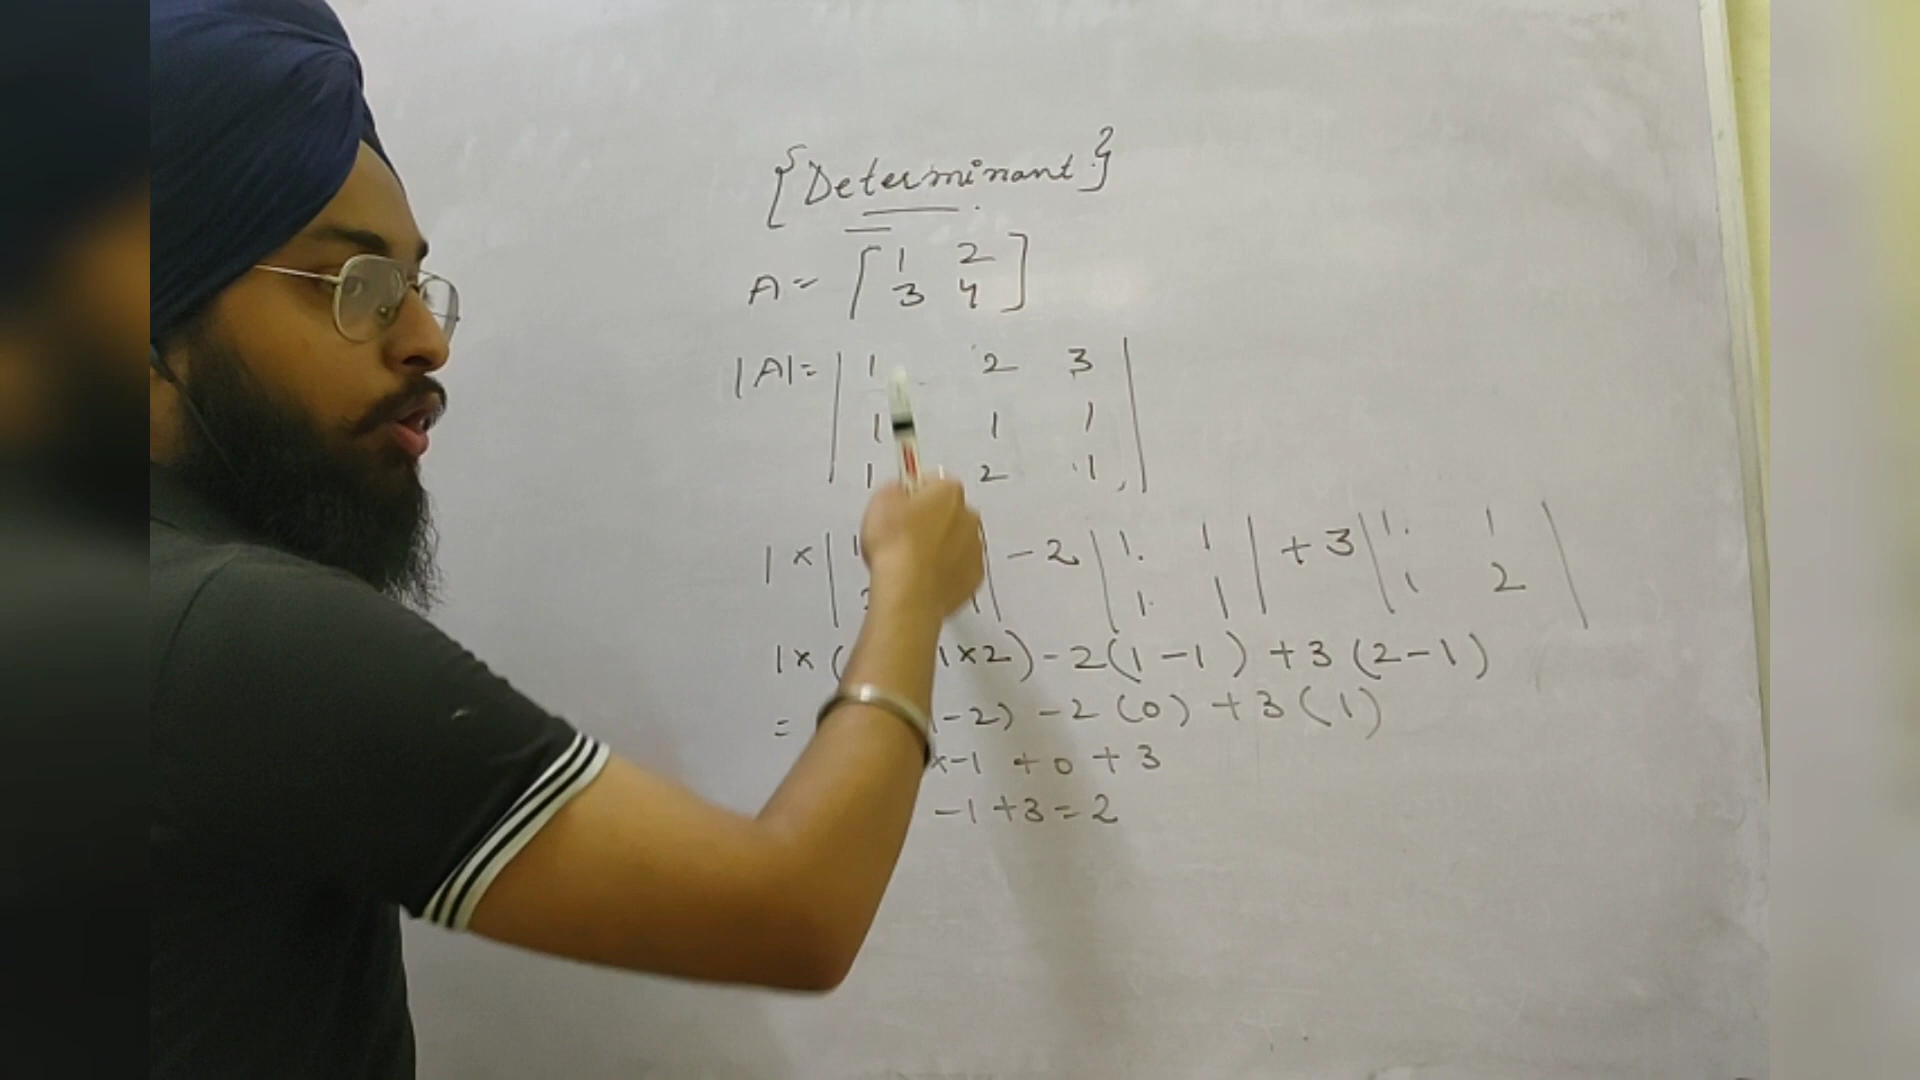 {Determinant}
A = [ 1 2
3 4 ]
|A| = | 1 2 3 |
| 1 1 1 |
| 1 2 1 |
1 × | 1 | - 2 | 1 1 | + 3 | 1 1 |
1 | 1 1 | 1 2 |
1 × ( 1×2) - 2(1-1) + 3(2-1)
= -2) - 2(0) + 3(1)
×-1 + 0 + 3
-1 + 3 = 2